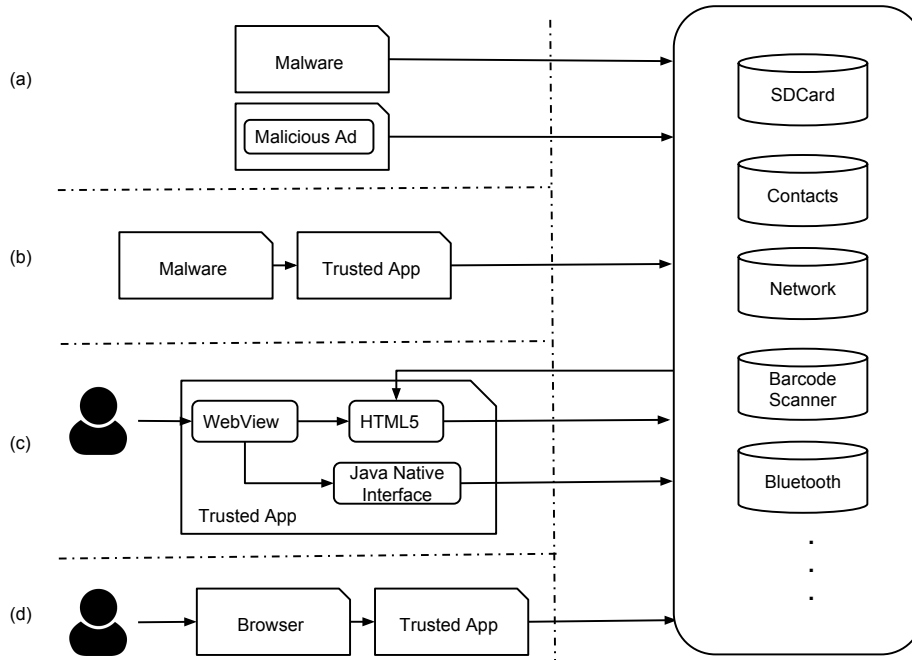 (a)
Malware
Malicious Ad
(b)
Malware
Trusted App
(c)
WebView
HTML5
Java Native
Interface
Trusted App
(d)
Browser
Trusted App
SDCard
Contacts
Network
Barcode
Scanner
Bluetooth
.
.
.